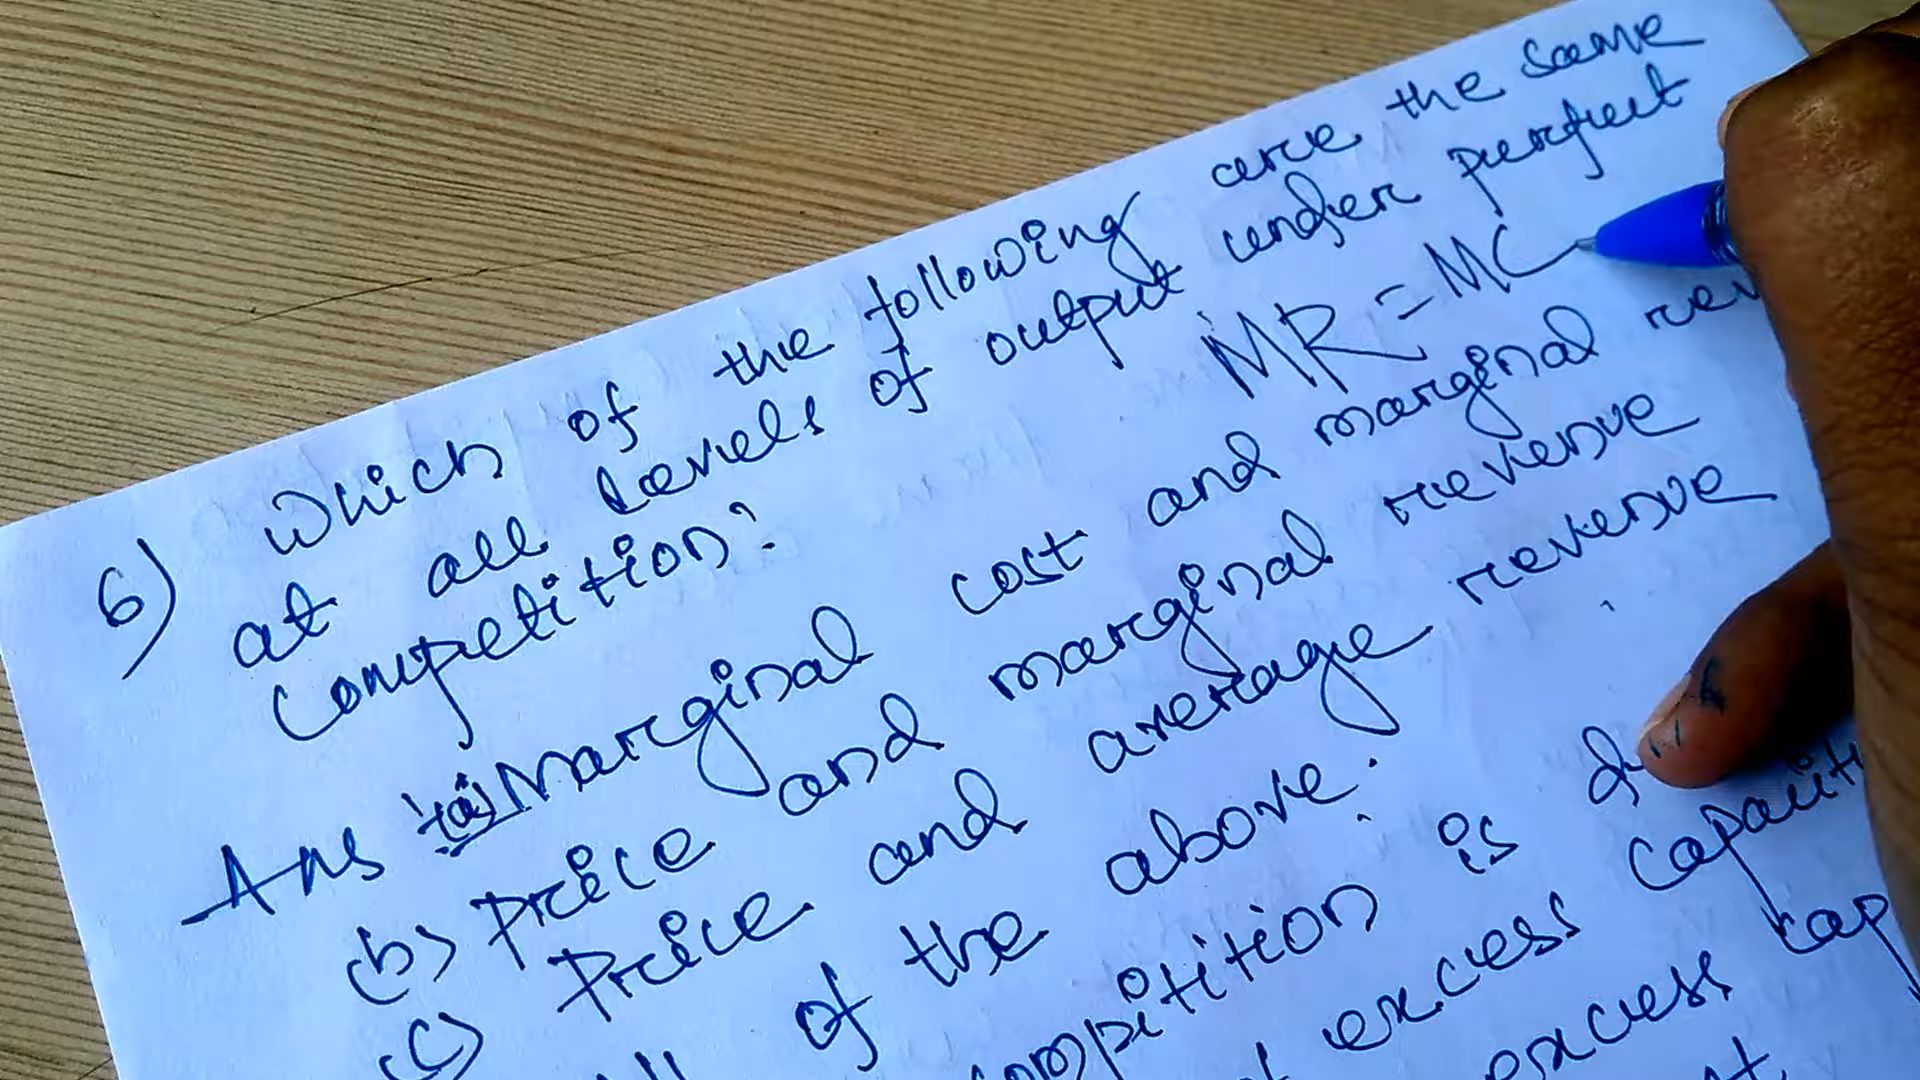 6) Which of the following are the same
at all levels of output under perfect
competition?
MR = MC
Ans (a) Marginal cost and marginal rev
(b) Price and marginal revenue
(c) Price and average revenue
of the above.
is
of excess capacit
excess cap